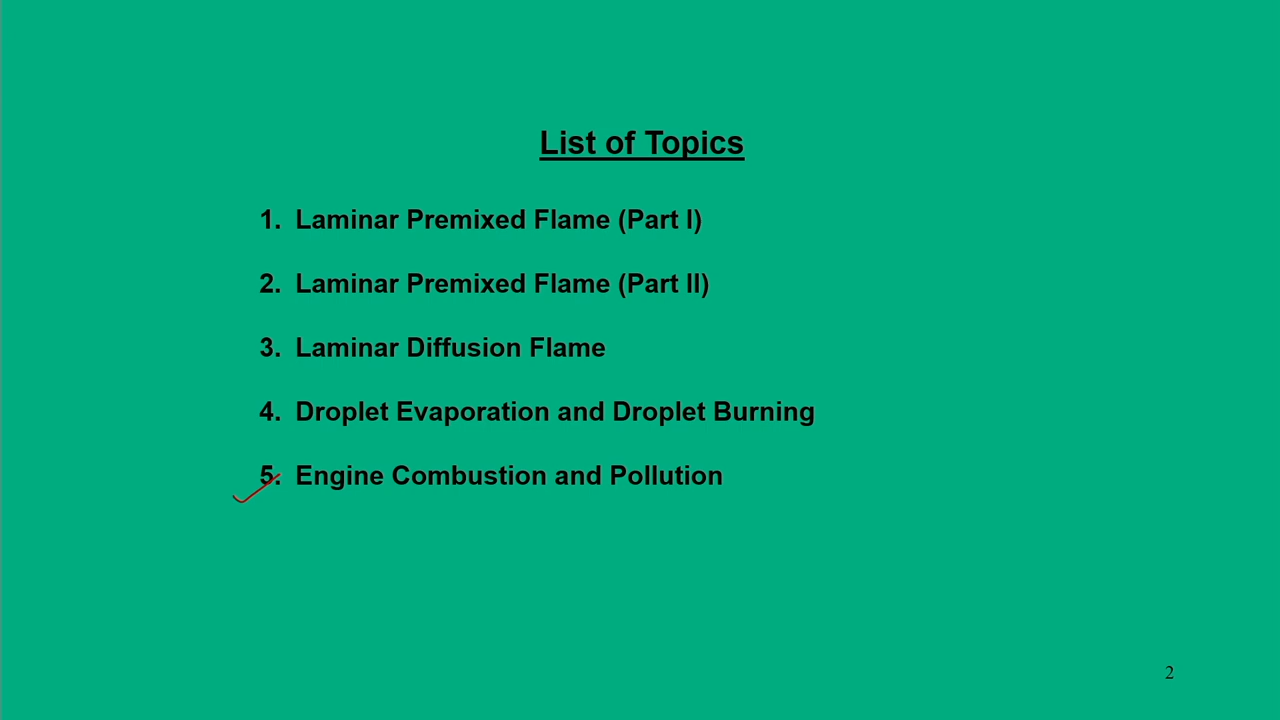 List of Topics
1. Laminar Premixed Flame (Part I)
2. Laminar Premixed Flame (Part II)
3. Laminar Diffusion Flame
4. Droplet Evaporation and Droplet Burning
5. Engine Combustion and Pollution
2